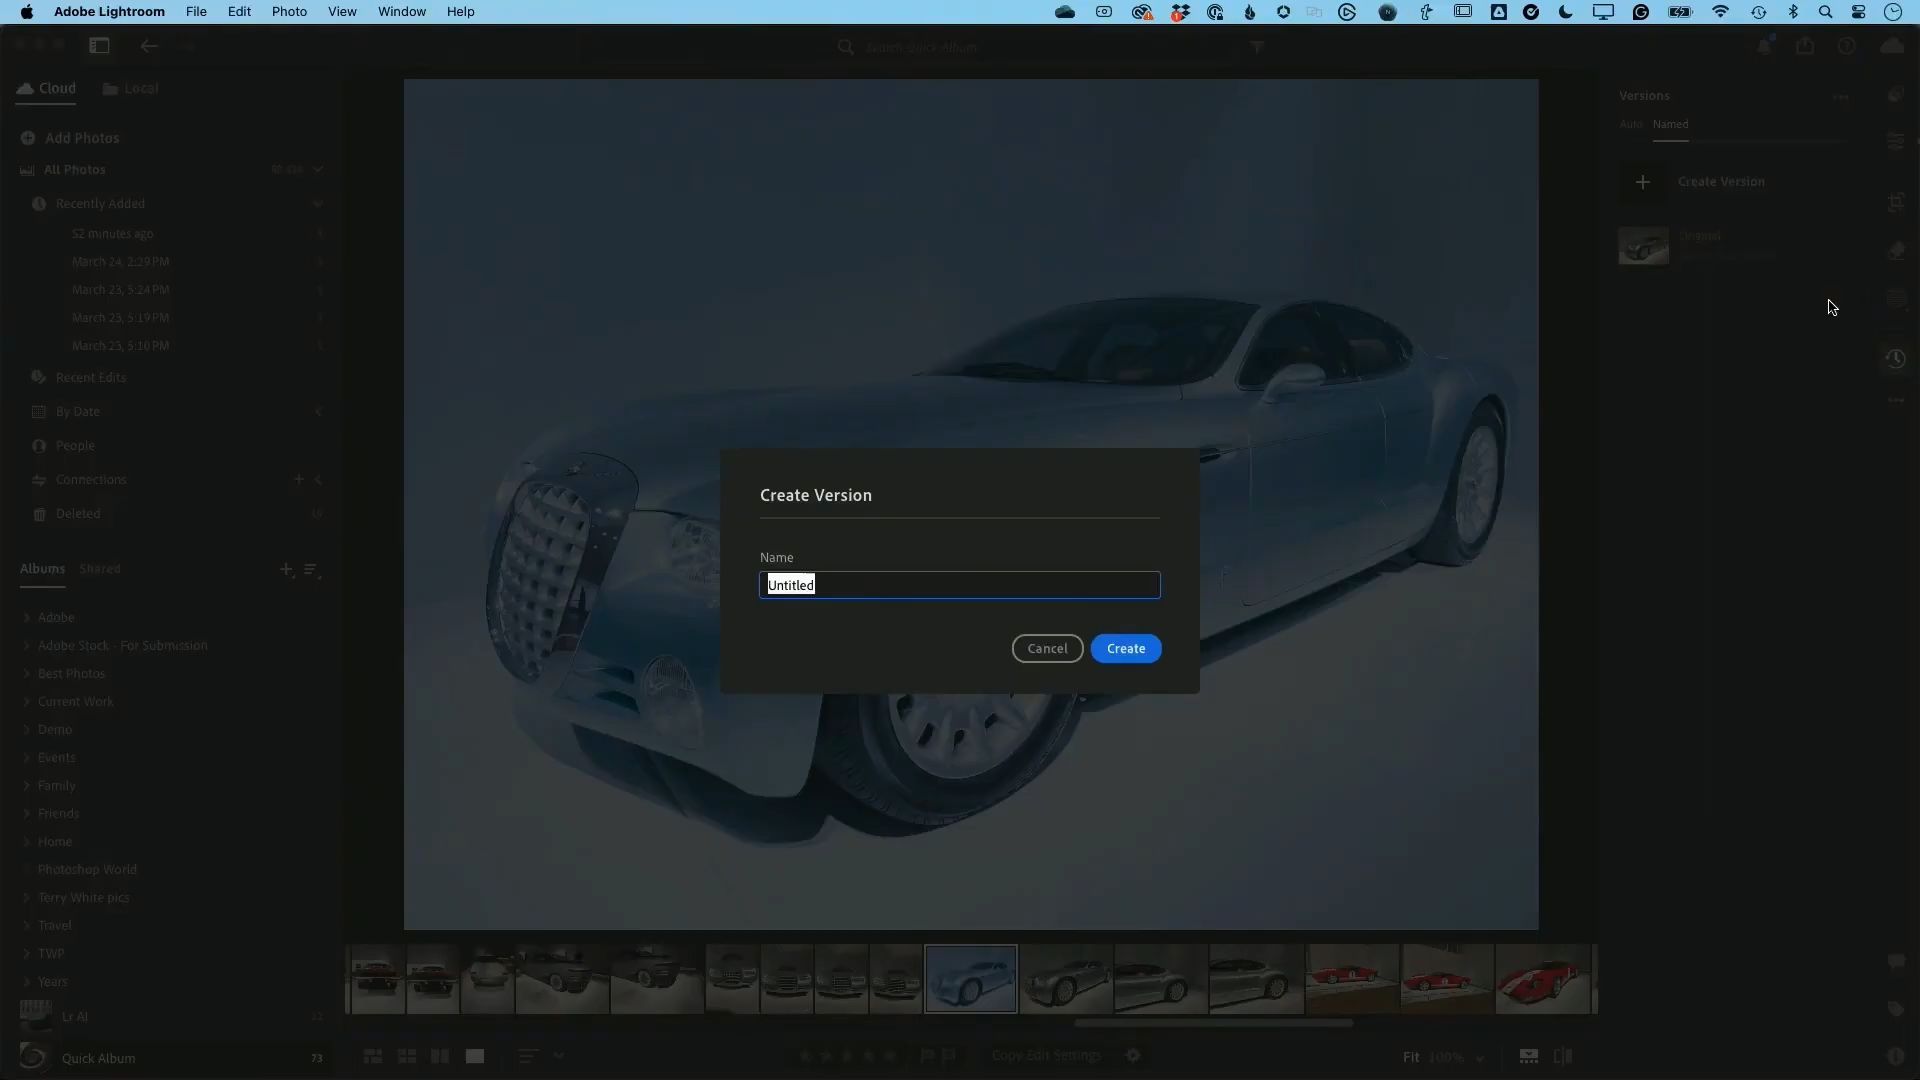 Adobe Lightroom File Edit Photo View Window Help
Search Quick Album
Cloud Local
Add Photos
All Photos
Recently Added
52 minutes ago
March 24, 2:29 PM
March 23, 5:24 PM
March 23, 5:19 PM
March 23, 5:10 PM
Recent Edits
By Date
People
Connections
Deleted
Albums Shared
Adobe
Adobe Stock - For Submission
Best Photos
Current Work
Demo
Events
Family
Friends
Home
Photoshop World
Terry White pics
Travel
TWP
Years
Lr AI
Quick Album 73
Create Version
Name
Untitled
Cancel Create
Versions
Auto Named
Create Version
Original
Copy Edit Settings
Fit 100%